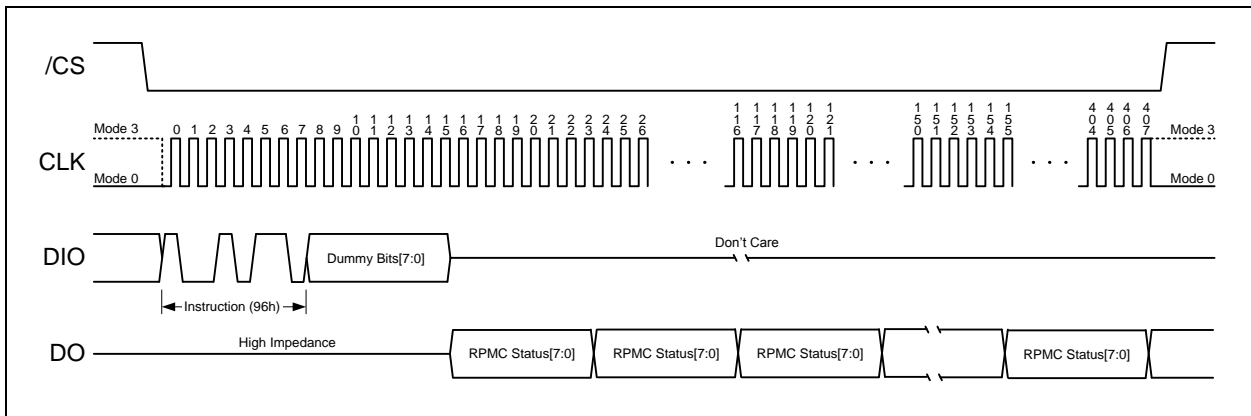 /CS
Mode 3
0 1 2 3 4 5 6 7 8 9 10 11 12 13 14 15 16 17 18 19 20 21 22 23 24 25 26 116 117 118 119 120 121 150 151 152 153 154 155 404 405 406 407
Mode 3
CLK
Mode 0
Mode 0
DIO
Dummy Bits[7:0]
Don't Care
Instruction (96h)
DO
High Impedance
RPMC Status[7:0]
RPMC Status[7:0]
RPMC Status[7:0]
RPMC Status[7:0]